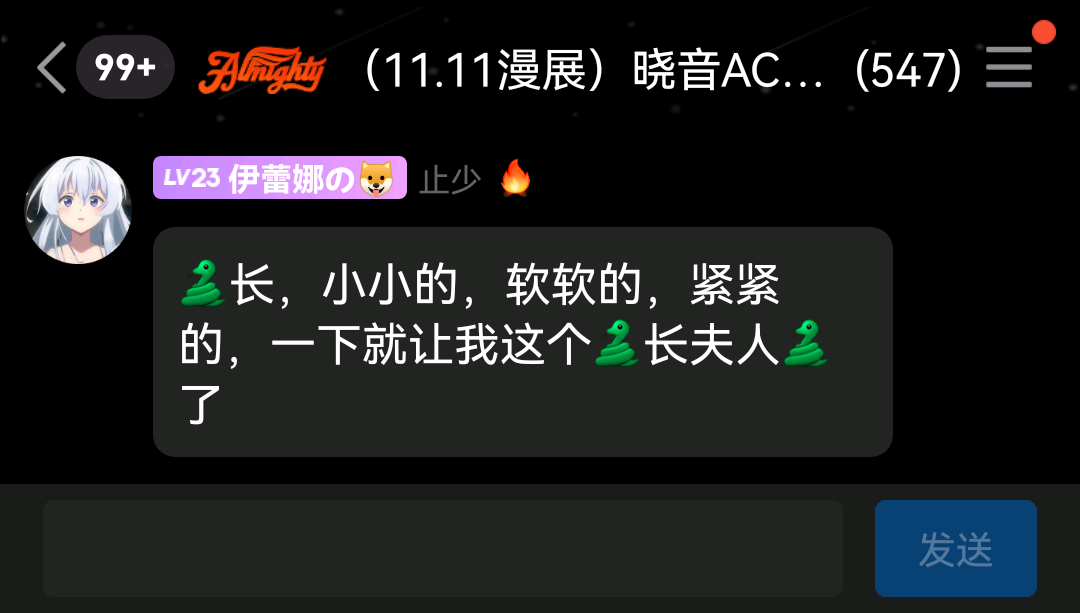 99+ Almighty （11.11漫展）晓音AC… (547)
LV23 伊蕾娜の🐶 止少 🔥
🐍长，小小的，软软的，紧紧
的，一下就让我这个🐍长夫人🐍
了
发送